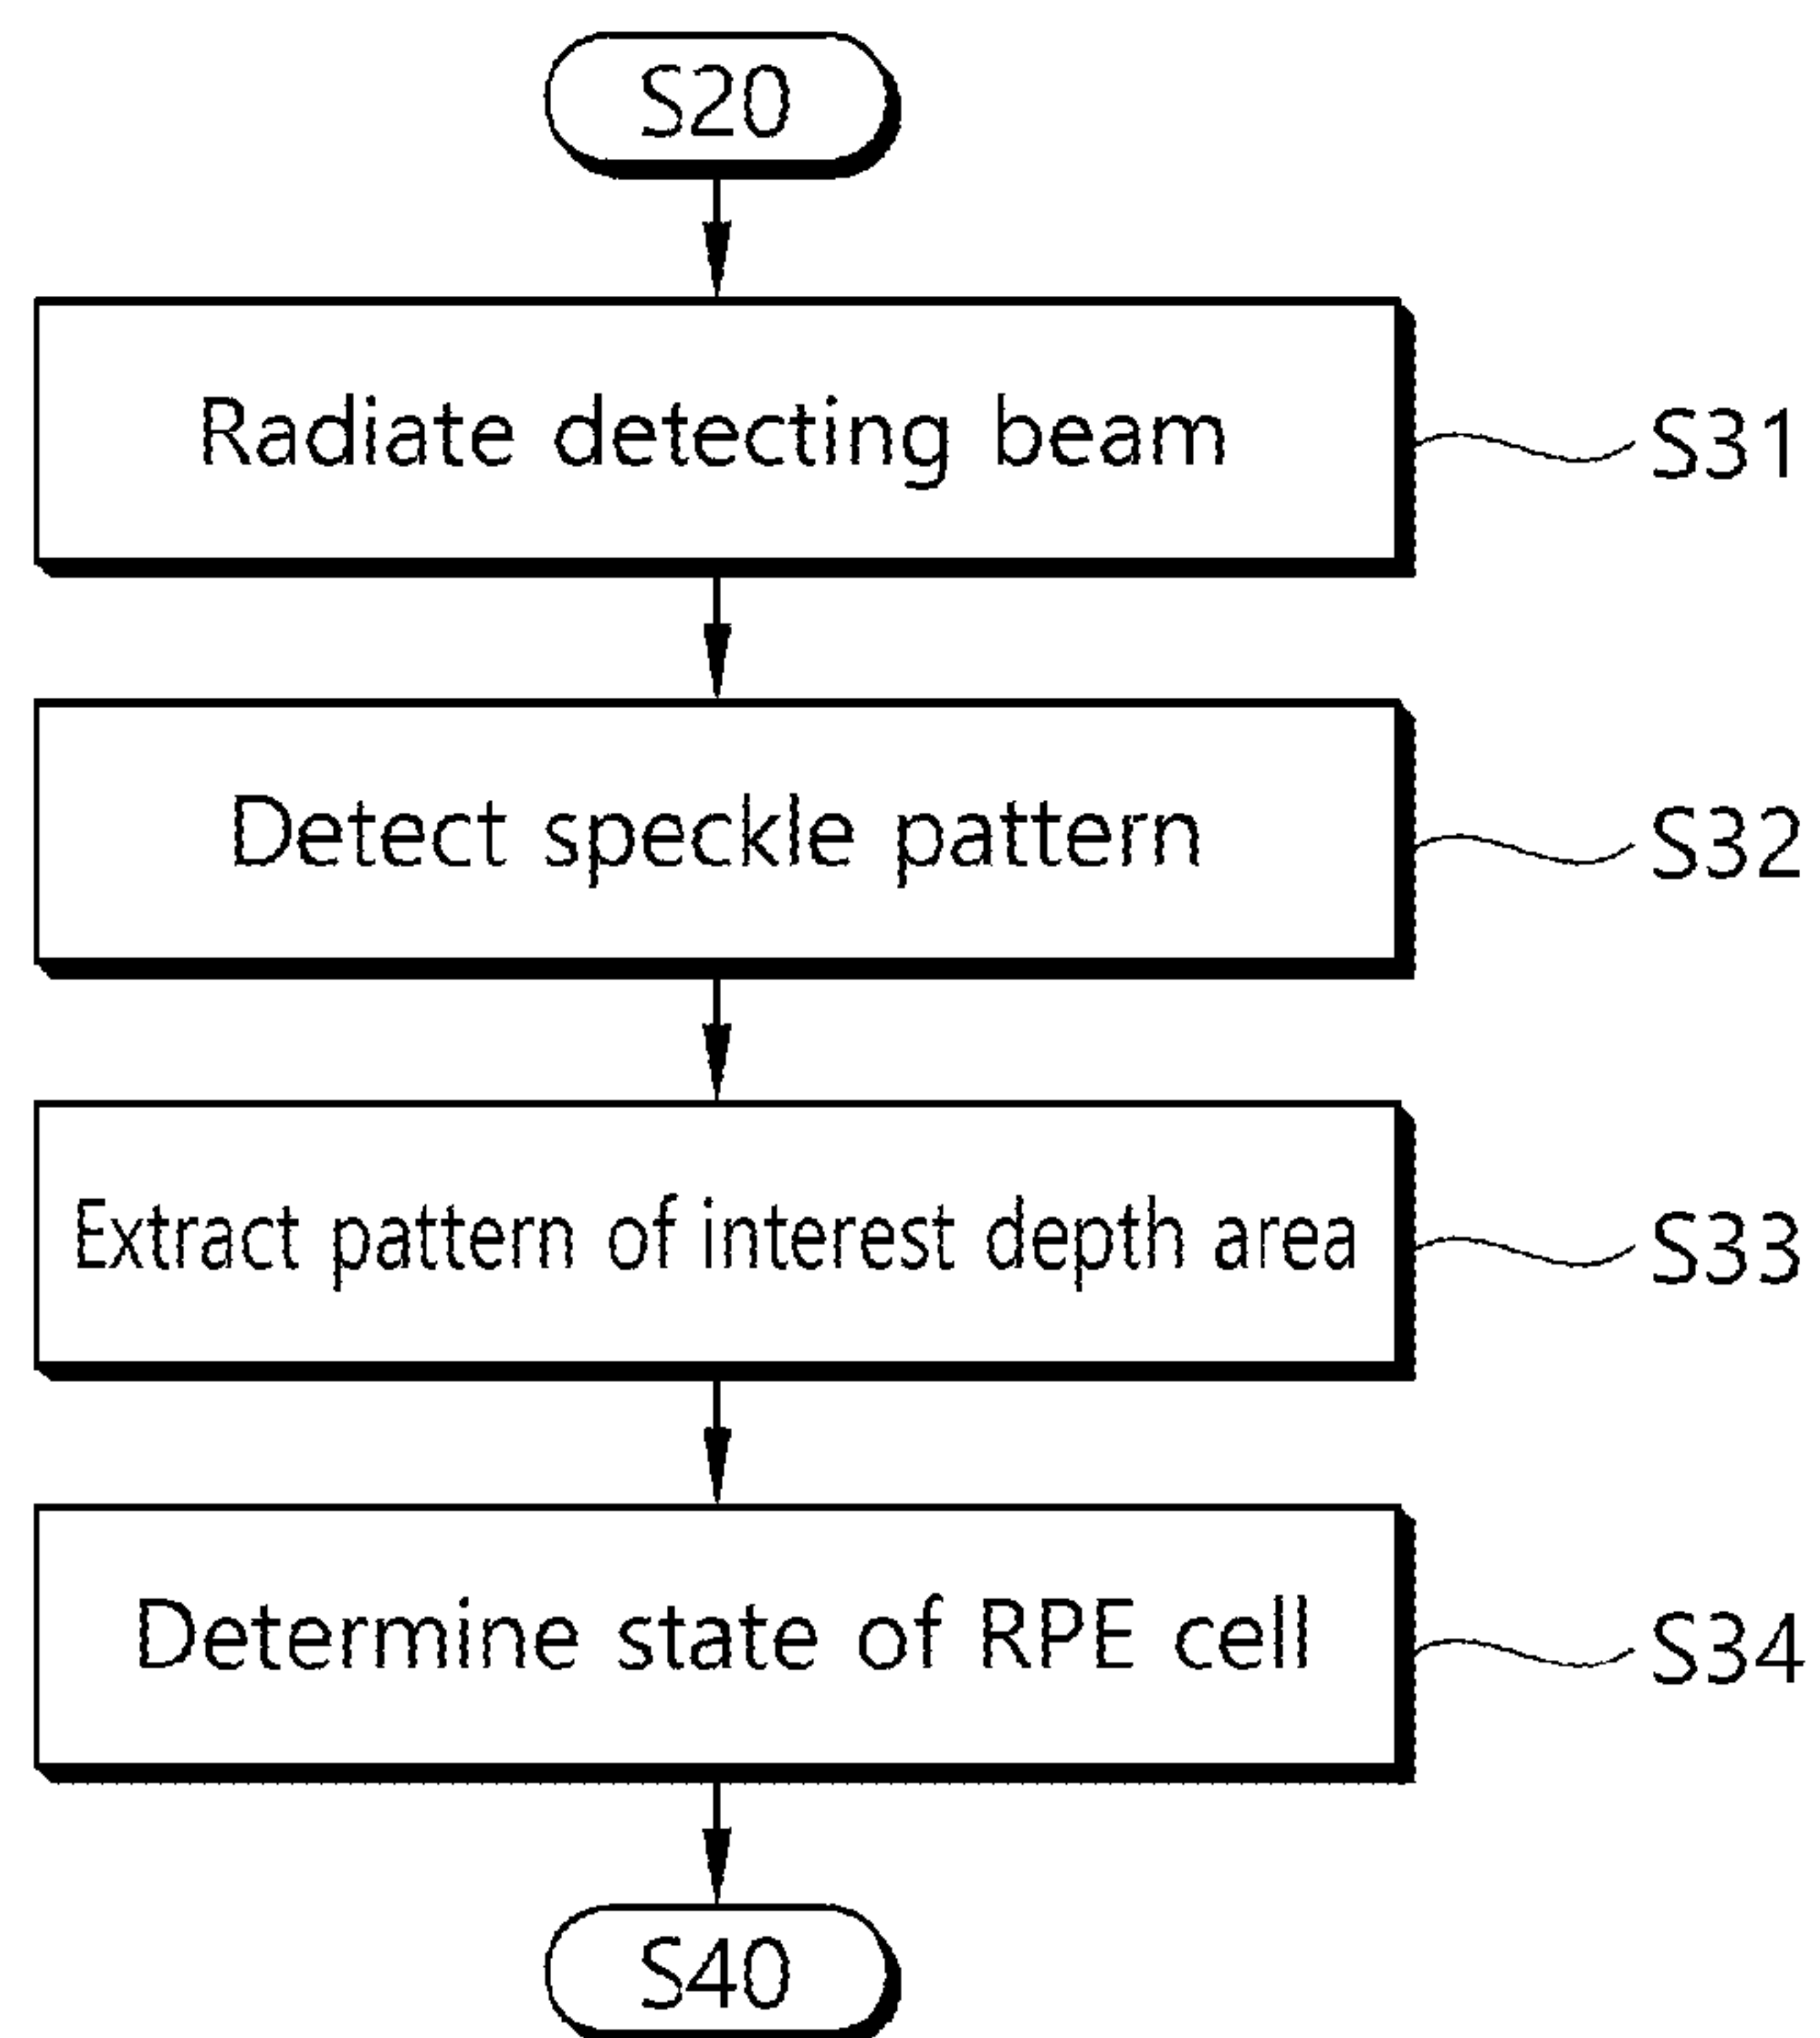 S20
Radiate detecting beam
S31
Detect speckle pattern
S32
Extract pattern of interest depth area
S33
Determine state of RPE cell
S34
S40